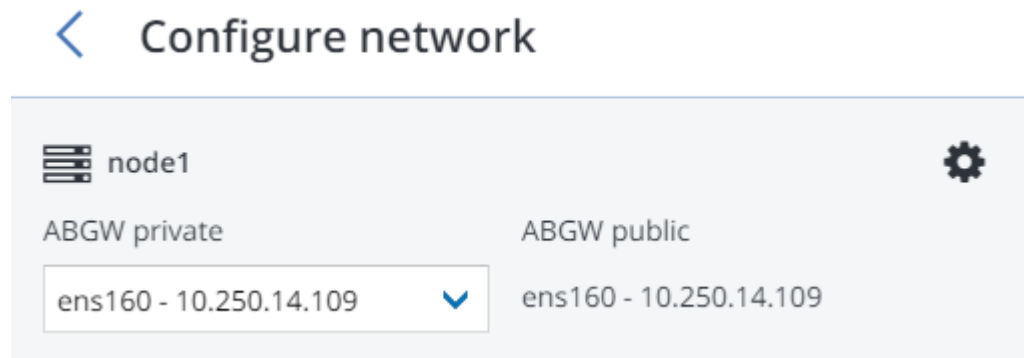 Configure network
node1
ABGW private
ABGW public
ens160 - 10.250.14.109
ens160 - 10.250.14.109